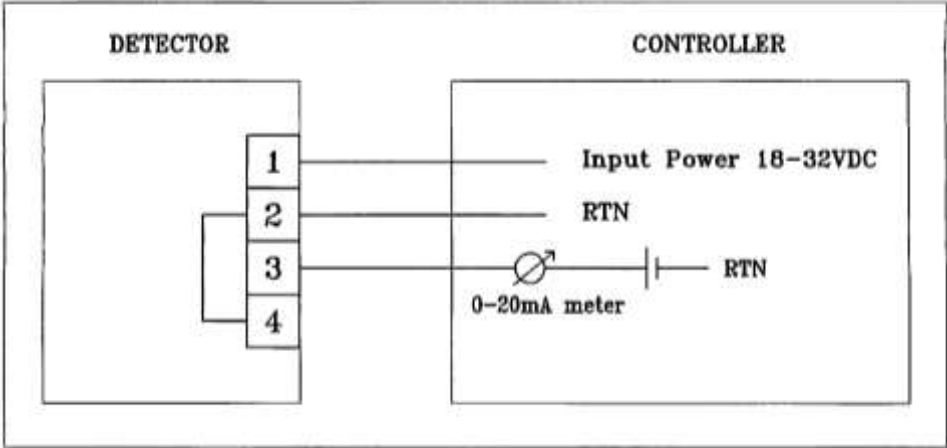 DETECTOR
CONTROLLER
1
Input Power 18-32VDC
2
RTN
3
RTN
0-20mA meter
4